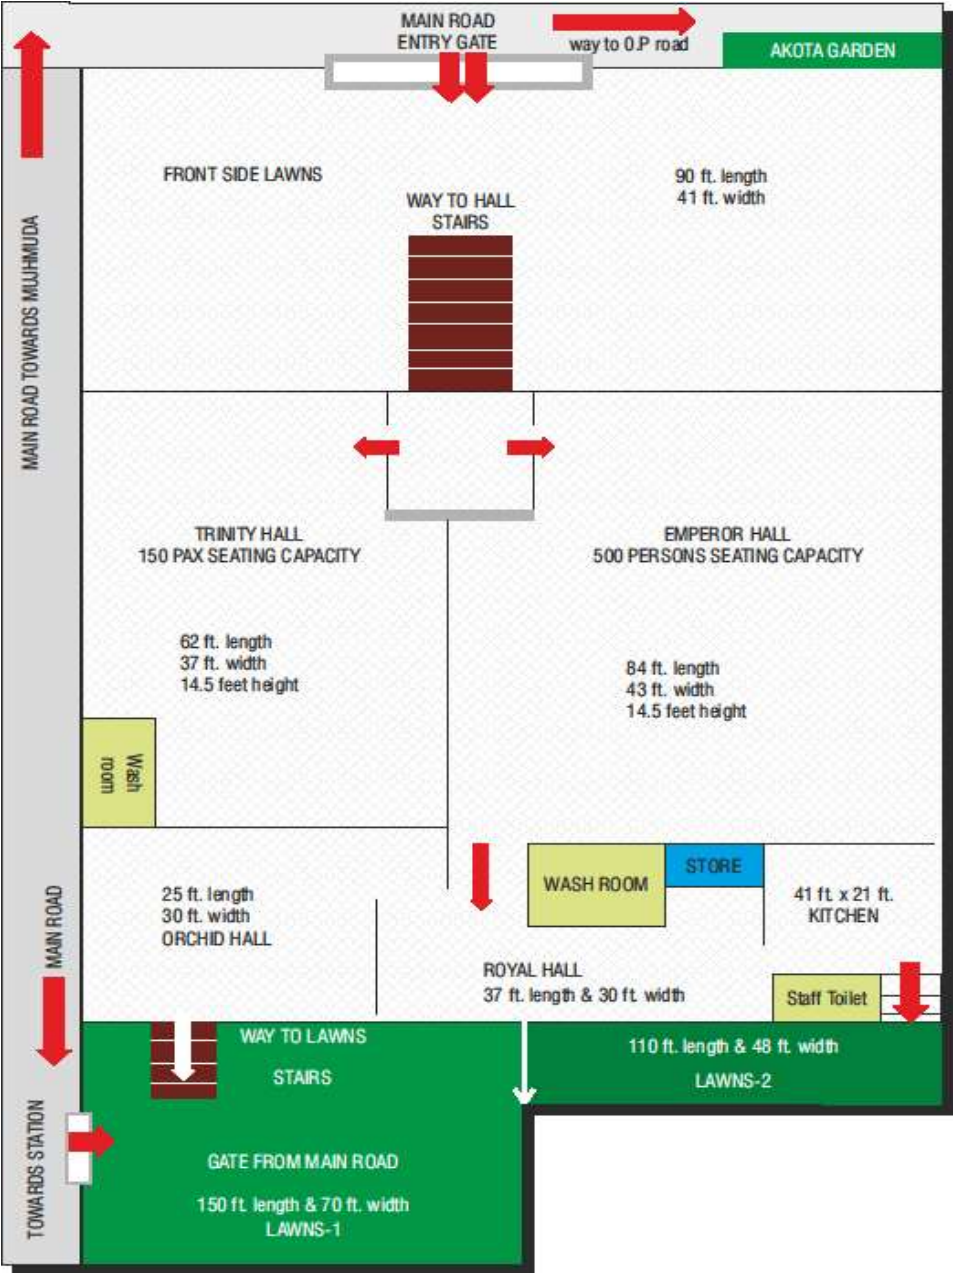 MAIN ROAD
ENTRY GATE
way to O.P road
AKOTA GARDEN
FRONT SIDE LAWNS
90 ft. length
41 ft. width
WAY TO HALL
STAIRS
MAIN ROAD TOWARDS MUJHMUDA
TRINITY HALL
150 PAX SEATING CAPACITY
EMPEROR HALL
500 PERSONS SEATING CAPACITY
62 ft. length
37 ft. width
14.5 feet height
84 ft. length
43 ft. width
14.5 feet height
Wash
room
WASH ROOM
STORE
41 ft. x 21 ft.
KITCHEN
25 ft. length
30 ft. width
ORCHID HALL
MAIN ROAD
ROYAL HALL
37 ft. length & 30 ft. width
Staff Toilet
WAY TO LAWNS
STAIRS
110 ft. length & 48 ft. width
LAWNS-2
TOWARDS STATION
GATE FROM MAIN ROAD
150 ft. length & 70 ft. width
LAWNS-1